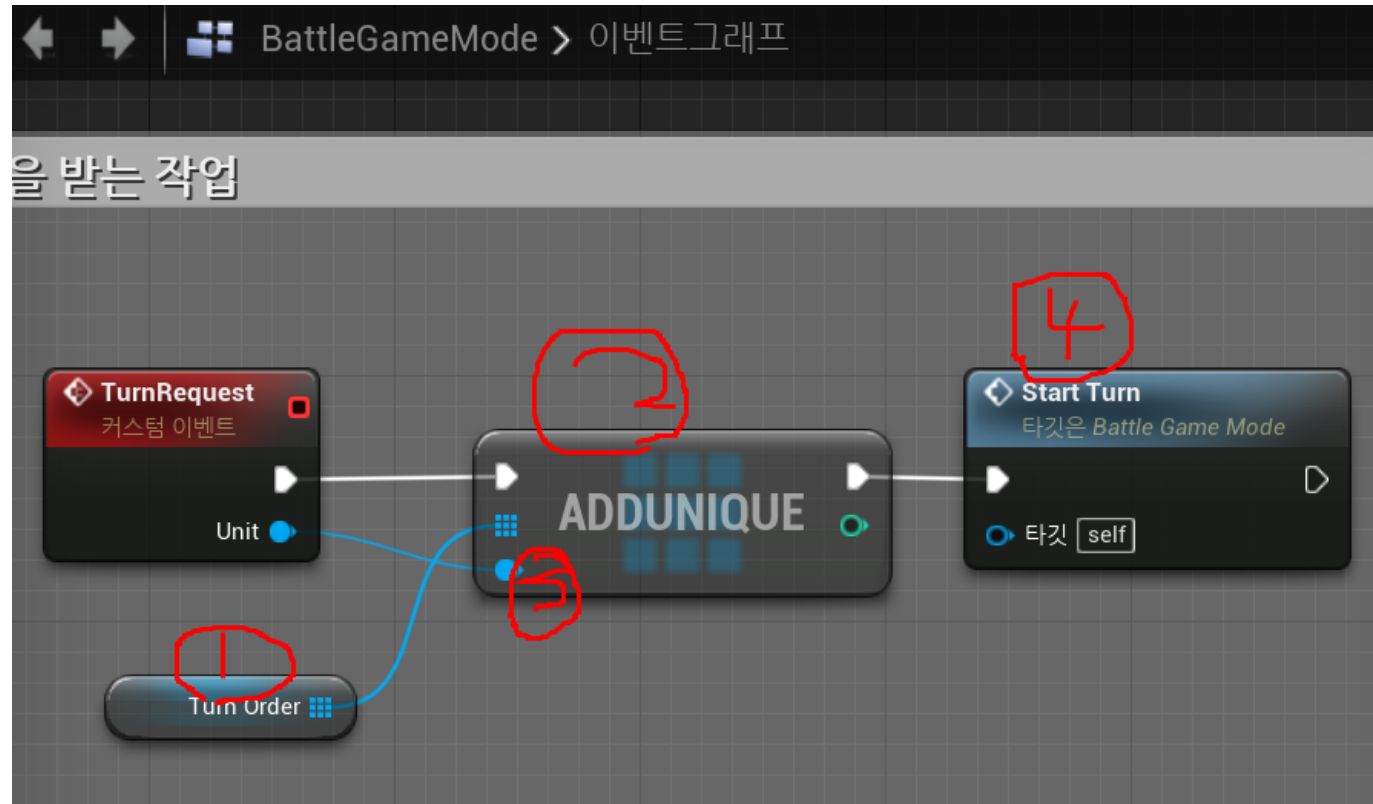 BattleGameMode > 이벤트그래프
을 받는 작업
4
2
TurnRequest
커스텀 이벤트
Start Turn
타깃은 Battle Game Mode
ADDUNIQUE
Unit
타깃 self
3
1
Turn Order